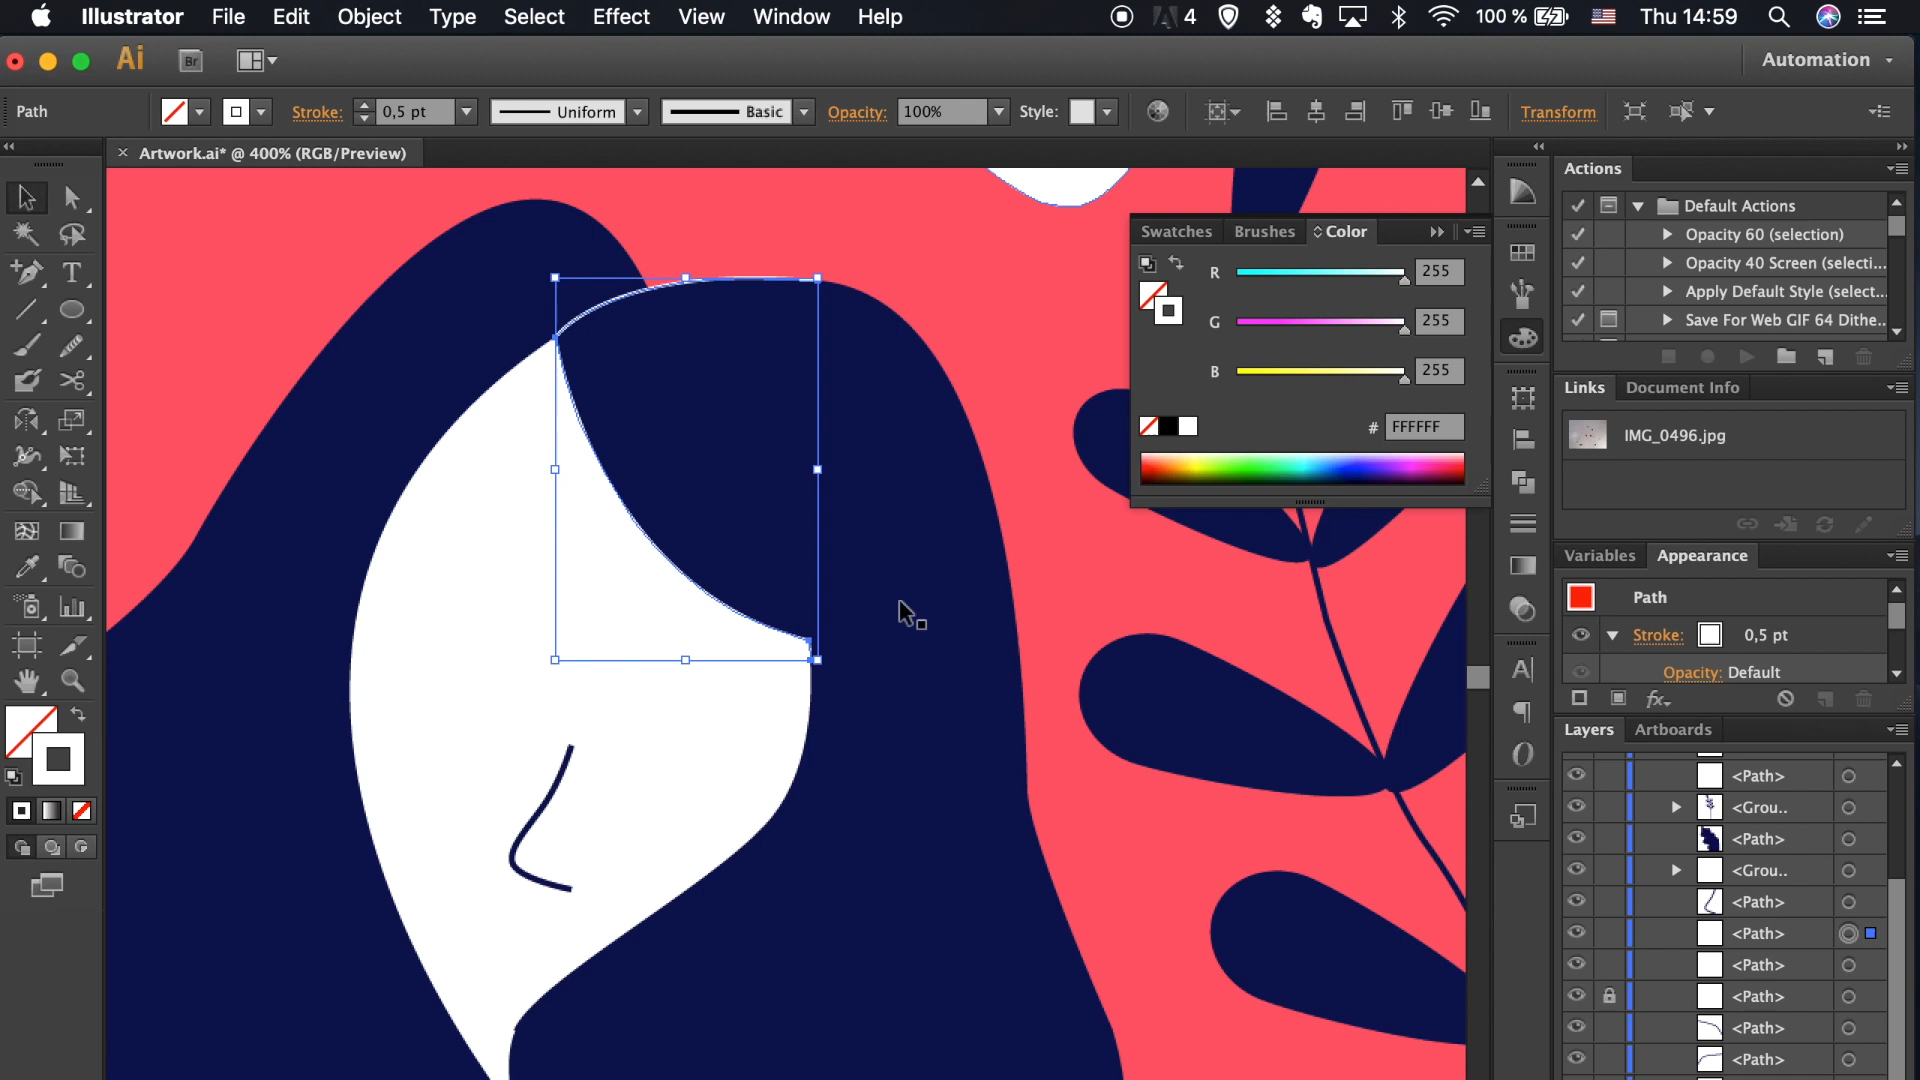 Illustrator File Edit Object Type Select Effect View Window Help 4 100 % Thu 14:59
Ai Br Automation
Path Stroke: 0,5 pt Uniform Basic Opacity: 100% Style: Transform
× Artwork.ai* @ 400% (RGB/Preview)
Actions
Default Actions
Opacity 60 (selection)
Opacity 40 Screen (selecti...
Apply Default Style (select...
Save For Web GIF 64 Dithe...
Swatches Brushes Color
R 255
G 255
B 255
# FFFFFF
Links Document Info
IMG_0496.jpg
Variables Appearance
Path
Stroke: 0,5 pt
Opacity: Default
fx
Layers Artboards
<Path>
<Grou..
<Path>
<Grou..
<Path>
<Path>
<Path>
<Path>
<Path>
<Path>